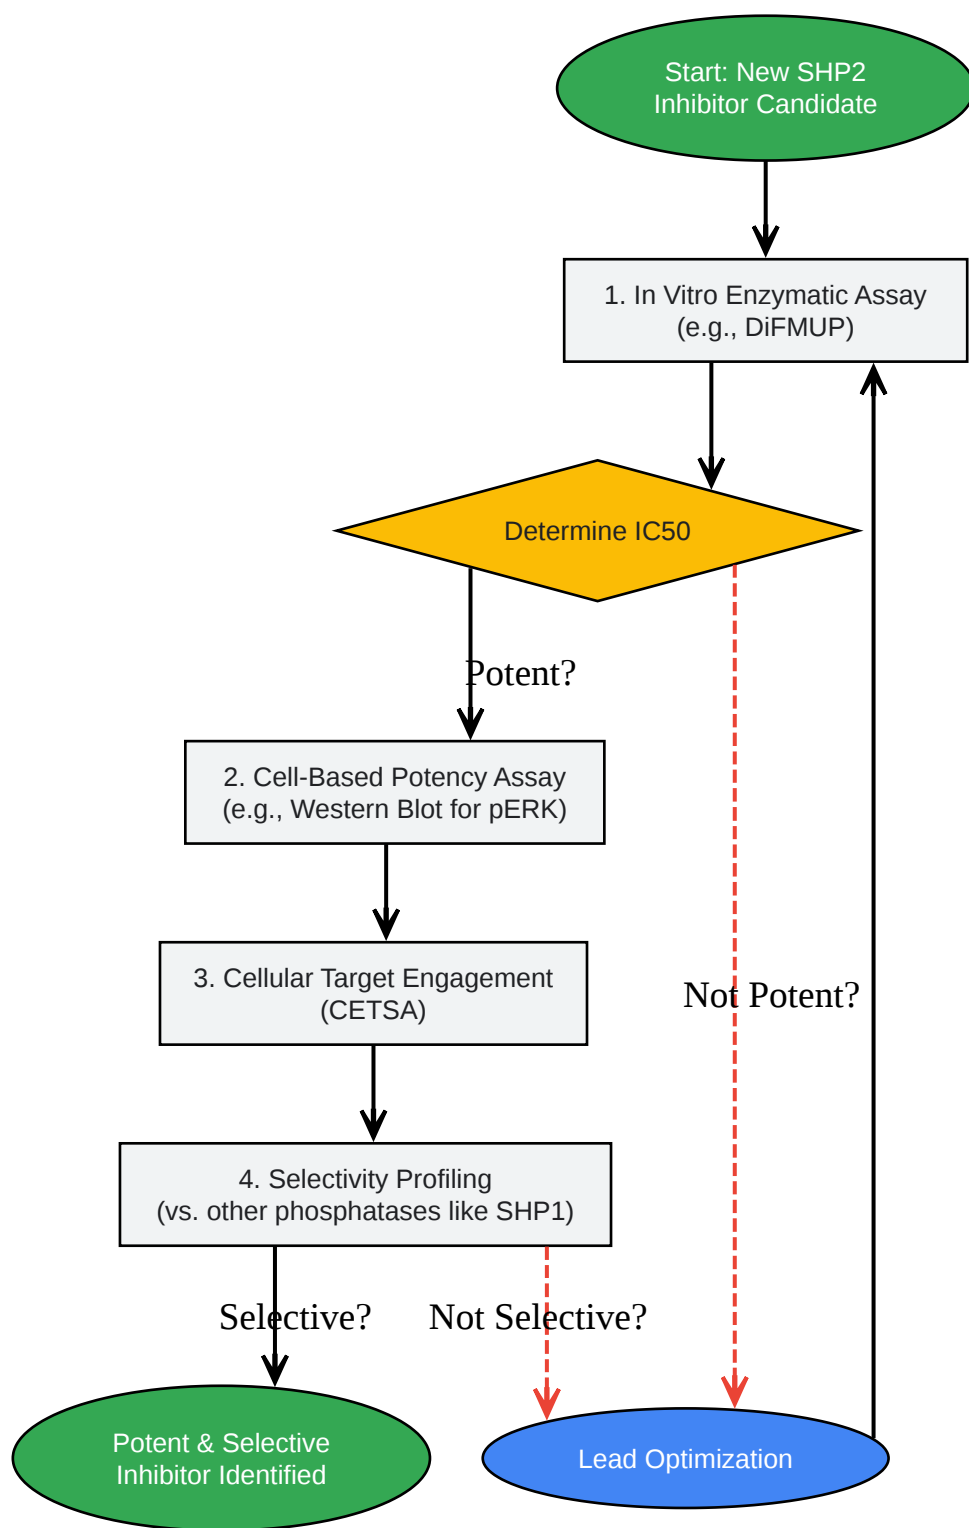 Start: New SHP2
Inhibitor Candidate
1. In Vitro Enzymatic Assay
(e.g., DiFMUP)
Determine IC50
Potent?
2. Cell-Based Potency Assay
(e.g., Western Blot for pERK)
3. Cellular Target Engagement
(CETSA)
Not Potent?
4. Selectivity Profiling
(vs. other phosphatases like SHP1)
Selective?
Not Selective?
Potent & Selective
Inhibitor Identified
Lead Optimization